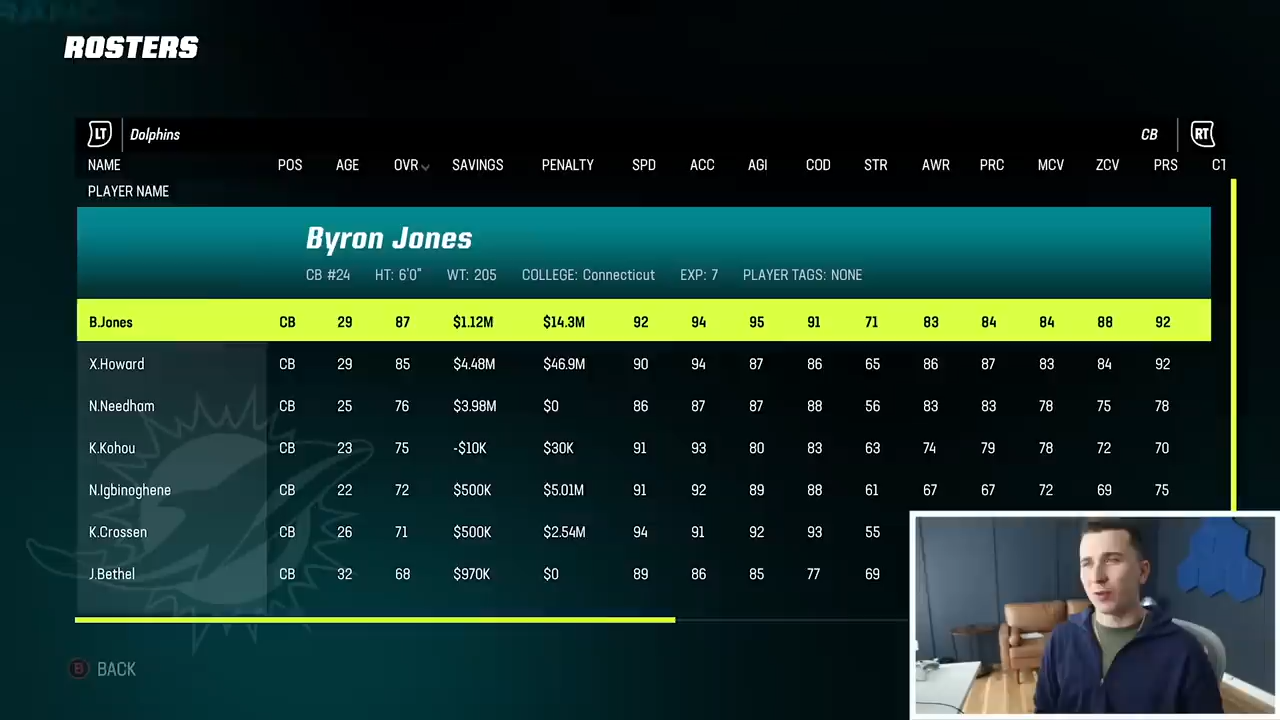 ROSTERS
LT Dolphins CB RT
NAME POS AGE OVR SAVINGS PENALTY SPD ACC AGI COD STR AWR PRC MCV ZCV PRS CT
PLAYER NAME
Byron Jones
CB #24 HT: 6'0" WT: 205 COLLEGE: Connecticut EXP: 7 PLAYER TAGS: NONE
B.Jones CB 29 87 $1.12M $14.3M 92 94 95 91 71 83 84 84 88 92
X.Howard CB 29 85 $4.48M $46.9M 90 94 87 86 65 86 87 83 84 92
N.Needham CB 25 76 $3.98M $0 86 87 87 88 56 83 83 78 75 78
K.Kohou CB 23 75 -$10K $30K 91 93 80 83 63 74 79 78 72 70
N.Igbinoghene CB 22 72 $500K $5.01M 91 92 89 88 61 67 67 72 69 75
K.Crossen CB 26 71 $500K $2.54M 94 91 92 93 55
J.Bethel CB 32 68 $970K $0 89 86 85 77 69
B BACK